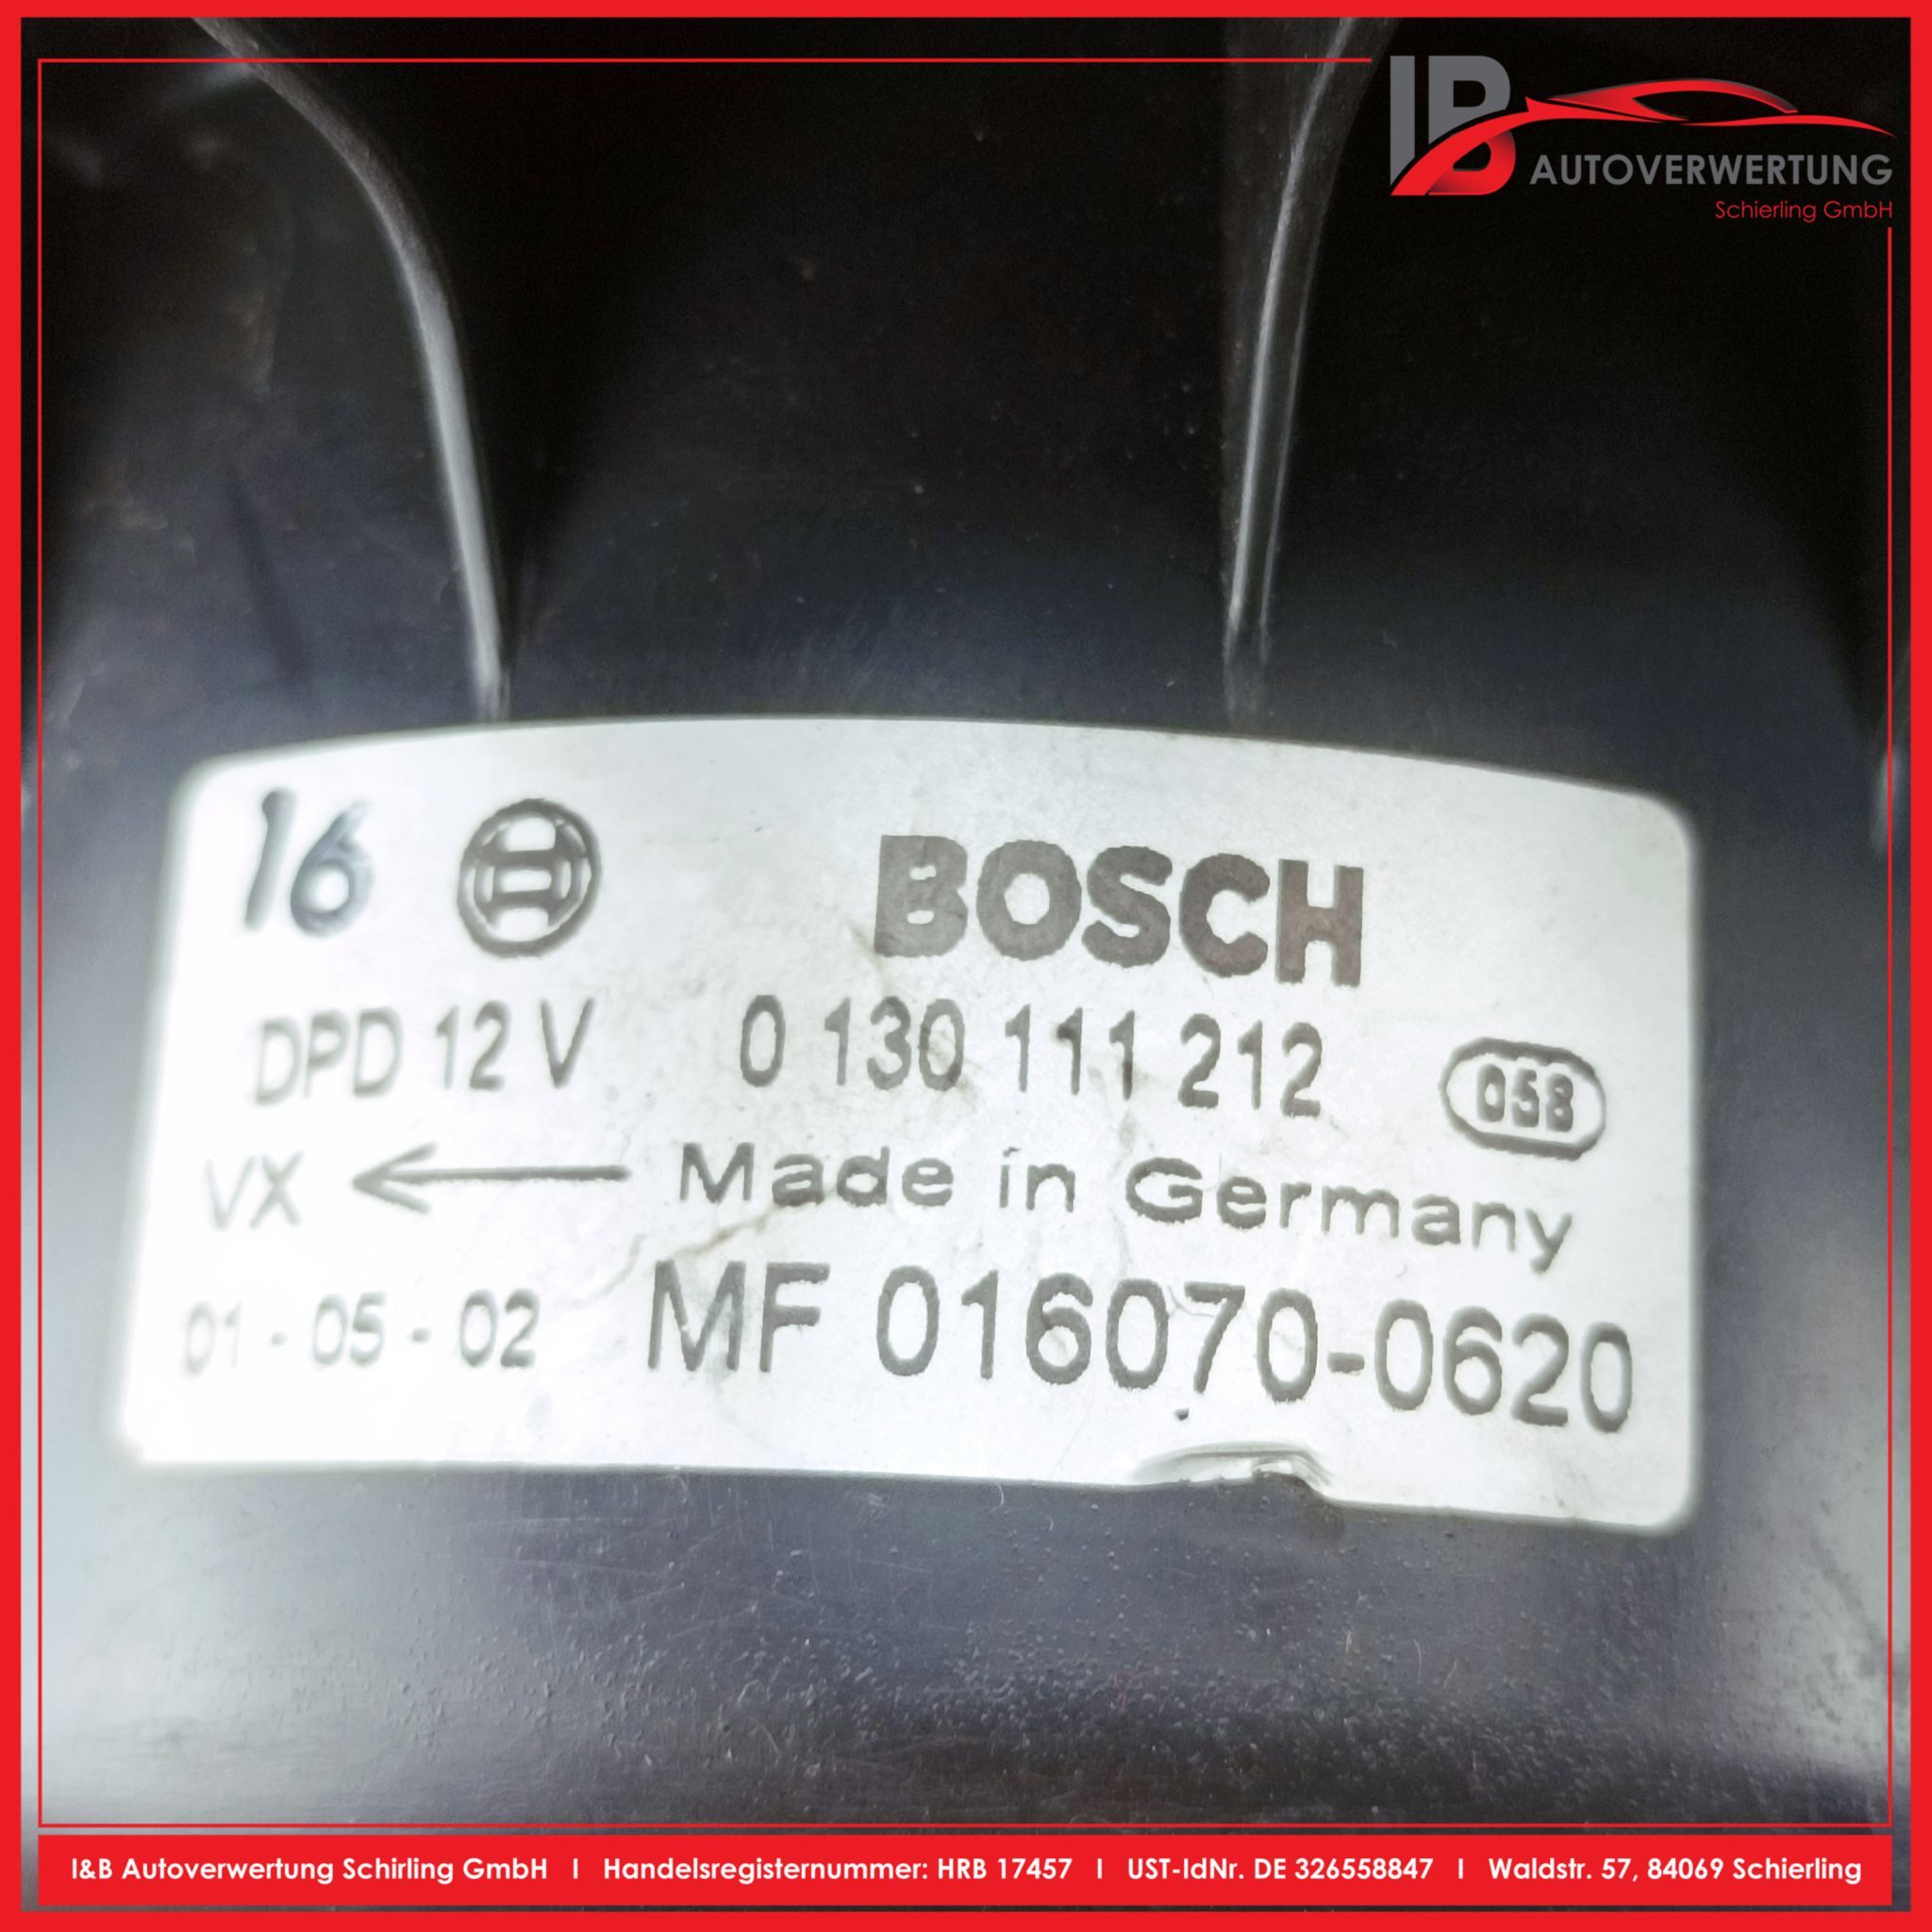 IB
AUTOVERWERTUNG
Schierling GmbH
16 BOSCH
DPD 12 V 0 130 111 212 058
VX ← Made in Germany
01 - 05 - 02 MF 016070-0620
I&B Autoverwertung Schirling GmbH I Handelsregisternummer: HRB 17457 I UST-IdNr. DE 326558847 I Waldstr. 57, 84069 Schierling